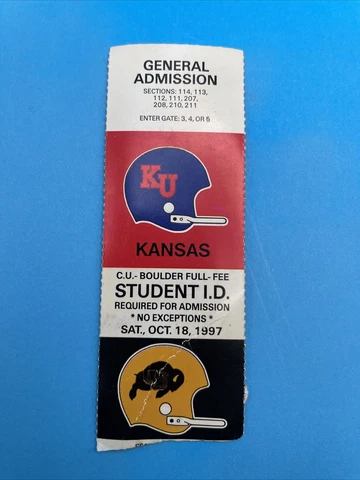 GENERAL
ADMISSION
SECTIONS: 114, 113,
112, 111, 207,
208, 210, 211
ENTER GATE: 3, 4, OR 5
KU
KANSAS
C.U.- BOULDER FULL- FEE
STUDENT I.D.
REQUIRED FOR ADMISSION
* NO EXCEPTIONS *
SAT., OCT. 18, 1997